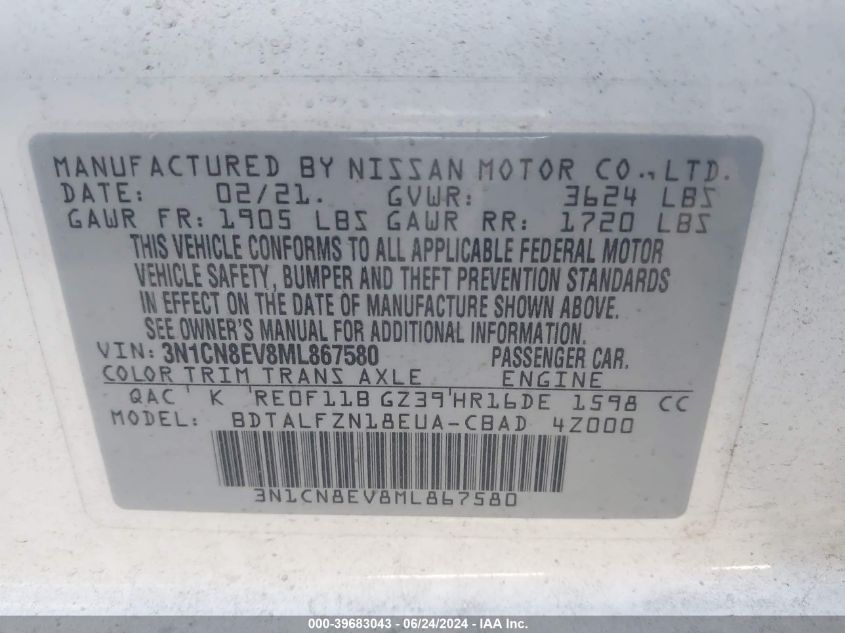 MANUFACTURED BY NISSAN MOTOR CO.,LTD.
DATE: 02/21. GVWR: 3624 LBS
GAWR FR: 1905 LBS GAWR RR: 1720 LBS
THIS VEHICLE CONFORMS TO ALL APPLICABLE FEDERAL MOTOR
VEHICLE SAFETY, BUMPER AND THEFT PREVENTION STANDARDS
IN EFFECT ON THE DATE OF MANUFACTURE SHOWN ABOVE.
SEE OWNER'S MANUAL FOR ADDITIONAL INFORMATION.
VIN: 3N1CN8EV8ML867580 PASSENGER CAR.
COLOR TRIM TRANS AXLE ENGINE
QAC K RE0F11B GZ39 HR16DE 1598 CC
MODEL: BDTALFZN18EUA-CBAD 4Z000
3N1CN8EV8ML867580
000-39683043 - 06/24/2024 - IAA Inc.